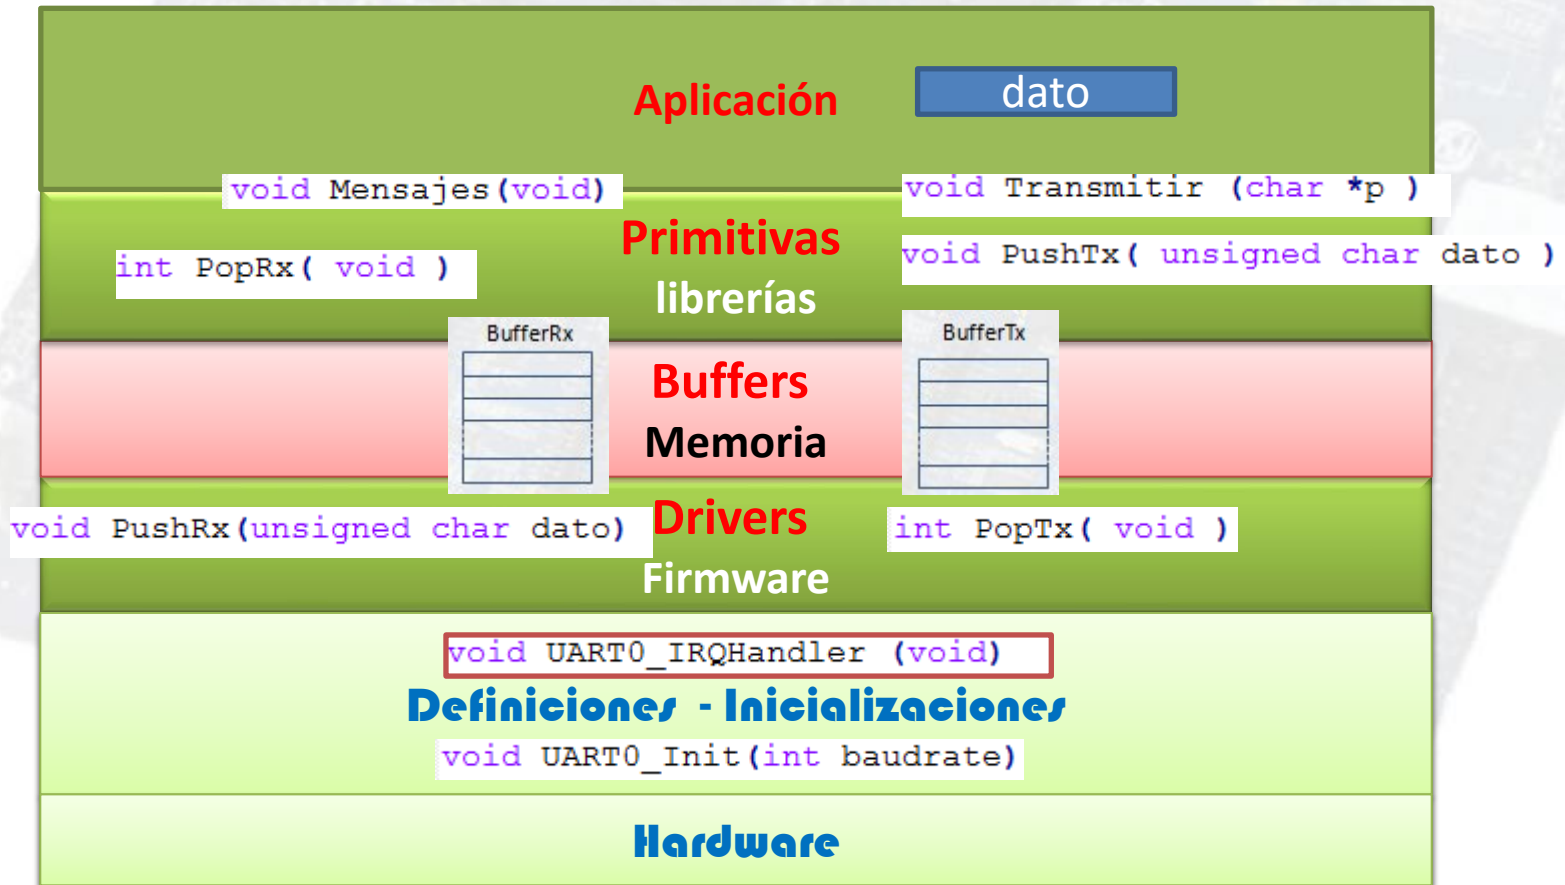 Aplicación
dato
void Mensajes(void)
void Transmitir (char *p )
Primitivas
void PushTx( unsigned char dato )
int PopRx( void )
librerías
BufferRx
BufferTx
Buffers
Memoria
Drivers
void PushRx(unsigned char dato)
int PopTx( void )
Firmware
void UART0_IRQHandler (void)
Definiciones - Inicializaciones
void UART0_Init(int baudrate)
Hardware